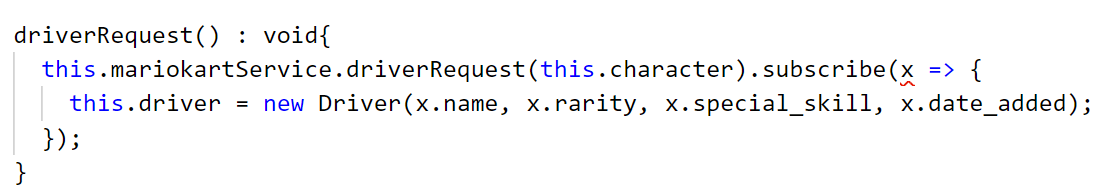 driverRequest() : void{
this.mariokartService.driverRequest(this.character).subscribe(x => {
this.driver = new Driver(x.name, x.rarity, x.special_skill, x.date_added);
});
}